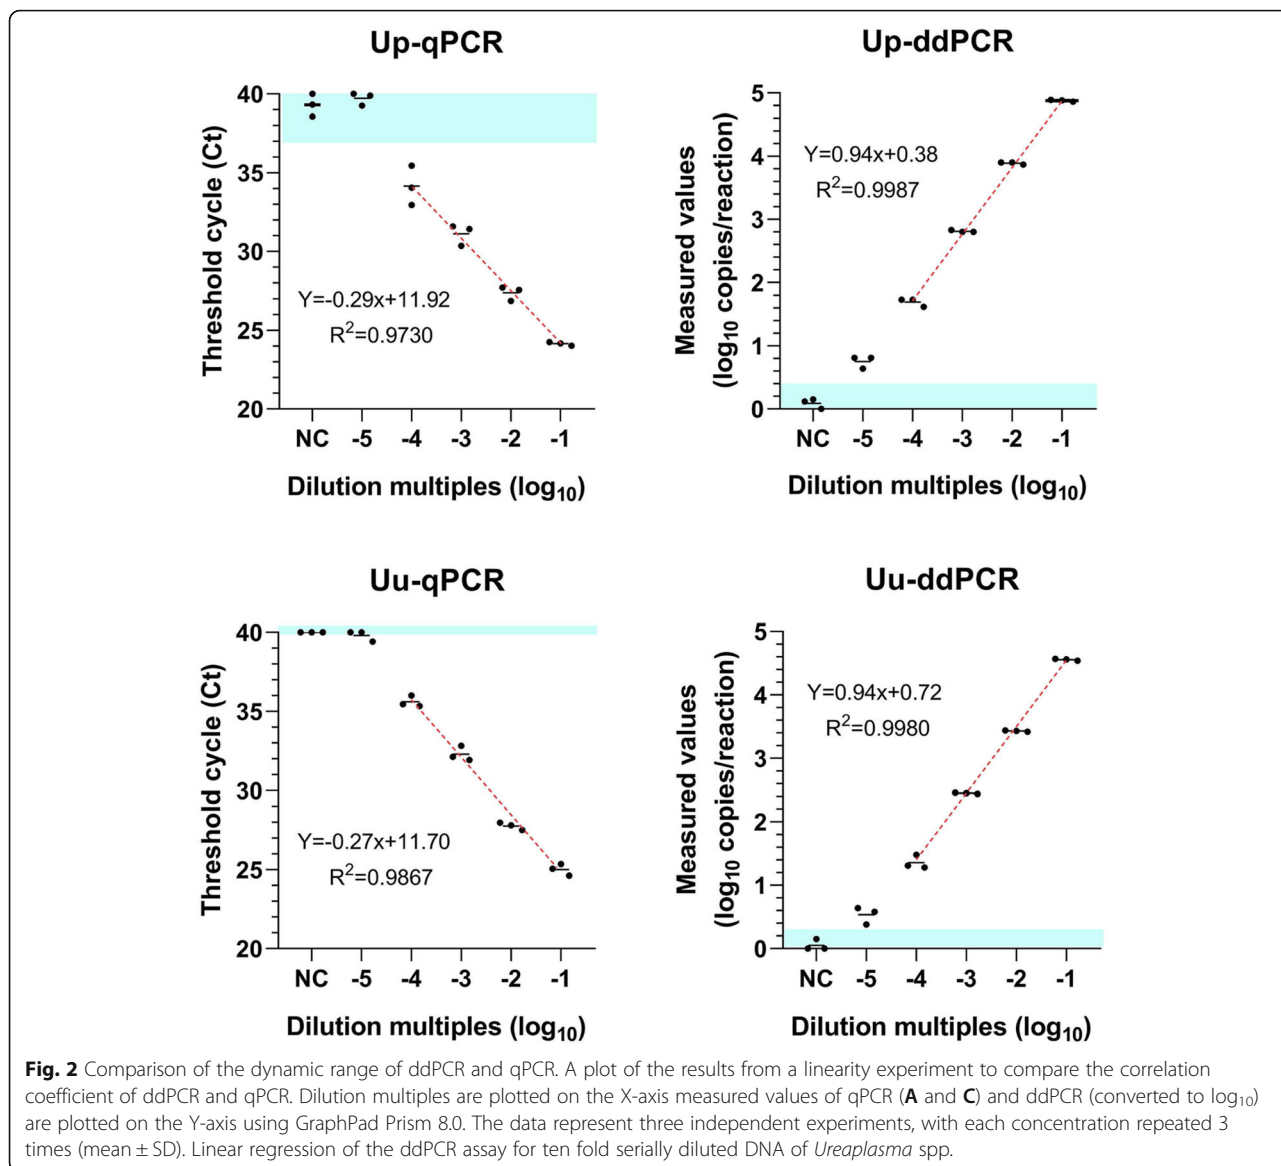 Up-qPCR
Threshold cycle (Ct)
40
35
30
25
20
Y=-0.29x+11.92
R²=0.9730
NC -5 -4 -3 -2 -1
Dilution multiples (log₁₀)
Up-ddPCR
Measured values
(log₁₀ copies/reaction)
5
4
3
2
1
0
Y=0.94x+0.38
R²=0.9987
NC -5 -4 -3 -2 -1
Dilution multiples (log₁₀)
Uu-qPCR
Threshold cycle (Ct)
40
35
30
25
20
Y=-0.27x+11.70
R²=0.9867
NC -5 -4 -3 -2 -1
Dilution multiples (log₁₀)
Uu-ddPCR
Measured values
(log₁₀ copies/reaction)
5
4
3
2
1
0
Y=0.94x+0.72
R²=0.9980
NC -5 -4 -3 -2 -1
Dilution multiples (log₁₀)
Fig. 2 Comparison of the dynamic range of ddPCR and qPCR. A plot of the results from a linearity experiment to compare the correlation
coefficient of ddPCR and qPCR. Dilution multiples are plotted on the X-axis measured values of qPCR (A and C) and ddPCR (converted to log₁₀)
are plotted on the Y-axis using GraphPad Prism 8.0. The data represent three independent experiments, with each concentration repeated 3
times (mean ± SD). Linear regression of the ddPCR assay for ten fold serially diluted DNA of Ureaplasma spp.